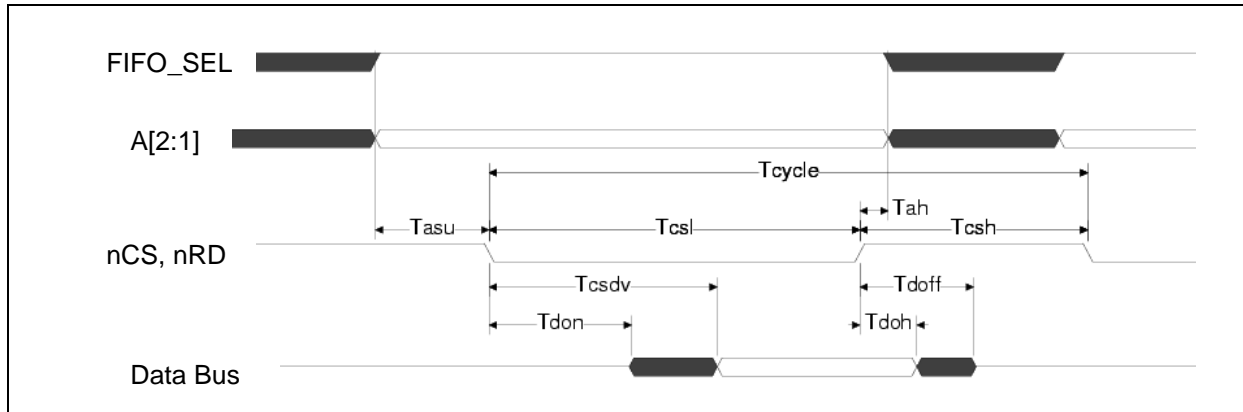 FIFO_SEL
A[2:1]
Tcycle
Tah
Tasu
Tcsl
Tcsh
nCS, nRD
Tcsdv
Tdoff
Tdon
Tdoh
Data Bus